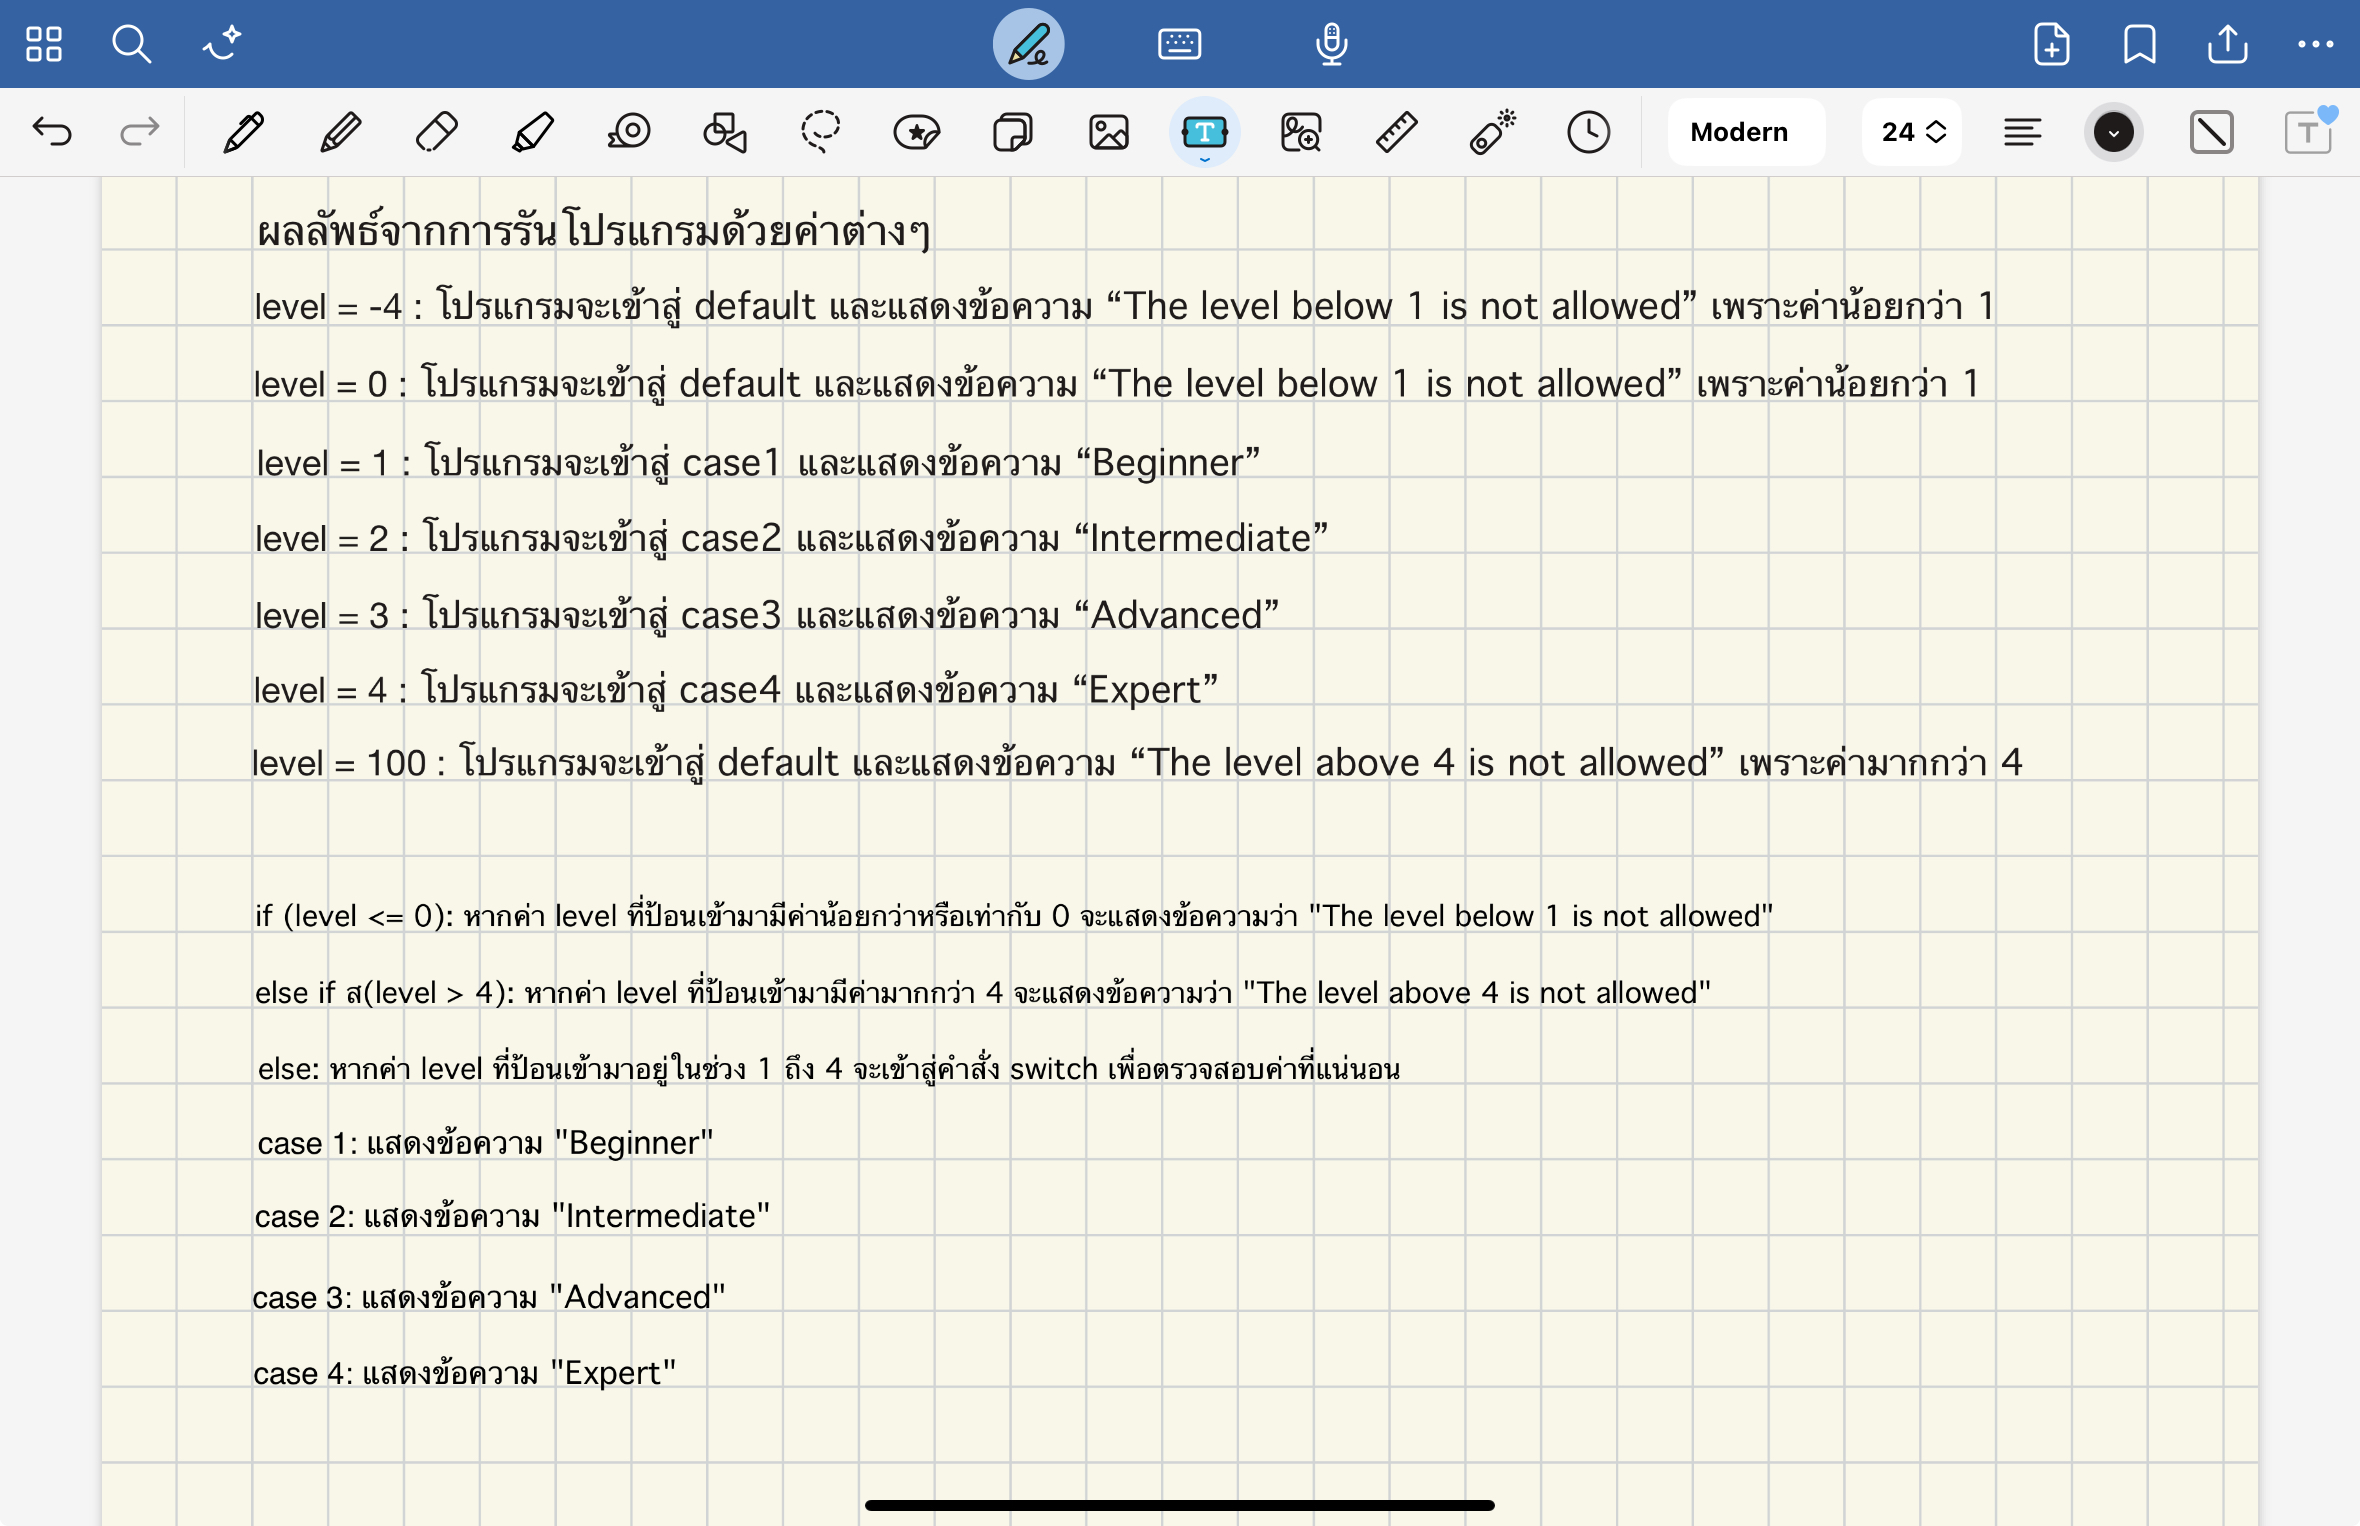 Modern 24
ผลลัพธ์จากการรันโปรแกรมด้วยค่าต่างๆ
level = -4 : โปรแกรมจะเข้าสู่ default และแสดงข้อความ “The level below 1 is not allowed” เพราะค่าน้อยกว่า 1
level = 0 : โปรแกรมจะเข้าสู่ default และแสดงข้อความ “The level below 1 is not allowed” เพราะค่าน้อยกว่า 1
level = 1 : โปรแกรมจะเข้าสู่ case1 และแสดงข้อความ “Beginner”
level = 2 : โปรแกรมจะเข้าสู่ case2 และแสดงข้อความ “Intermediate”
level = 3 : โปรแกรมจะเข้าสู่ case3 และแสดงข้อความ “Advanced”
level = 4 : โปรแกรมจะเข้าสู่ case4 และแสดงข้อความ “Expert”
level = 100 : โปรแกรมจะเข้าสู่ default และแสดงข้อความ “The level above 4 is not allowed” เพราะค่ามากกว่า 4
if (level <= 0): หากค่า level ที่ป้อนเข้ามามีค่าน้อยกว่าหรือเท่ากับ 0 จะแสดงข้อความว่า "The level below 1 is not allowed"
else if ส(level > 4): หากค่า level ที่ป้อนเข้ามามีค่ามากกว่า 4 จะแสดงข้อความว่า "The level above 4 is not allowed"
else: หากค่า level ที่ป้อนเข้ามาอยู่ในช่วง 1 ถึง 4 จะเข้าสู่คำสั่ง switch เพื่อตรวจสอบค่าที่แน่นอน
case 1: แสดงข้อความ "Beginner"
case 2: แสดงข้อความ "Intermediate"
case 3: แสดงข้อความ "Advanced"
case 4: แสดงข้อความ "Expert"